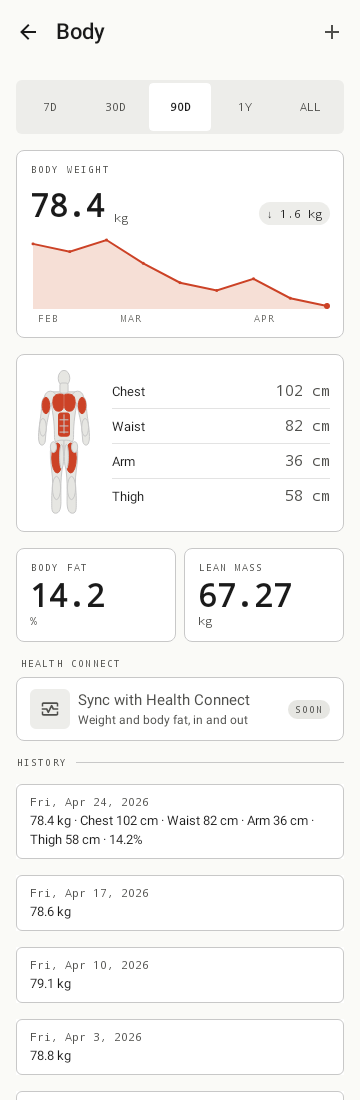 Body
7D
30D
90D
1Y
ALL
BODY WEIGHT
78.4 kg
↓ 1.6 kg
FEB
MAR
APR
Chest 102 cm
Waist 82 cm
Arm 36 cm
Thigh 58 cm
BODY FAT
14.2
%
LEAN MASS
67.27
kg
HEALTH CONNECT
Sync with Health Connect
Weight and body fat, in and out
SOON
HISTORY
Fri, Apr 24, 2026
78.4 kg · Chest 102 cm · Waist 82 cm · Arm 36 cm ·
Thigh 58 cm · 14.2%
Fri, Apr 17, 2026
78.6 kg
Fri, Apr 10, 2026
79.1 kg
Fri, Apr 3, 2026
78.8 kg